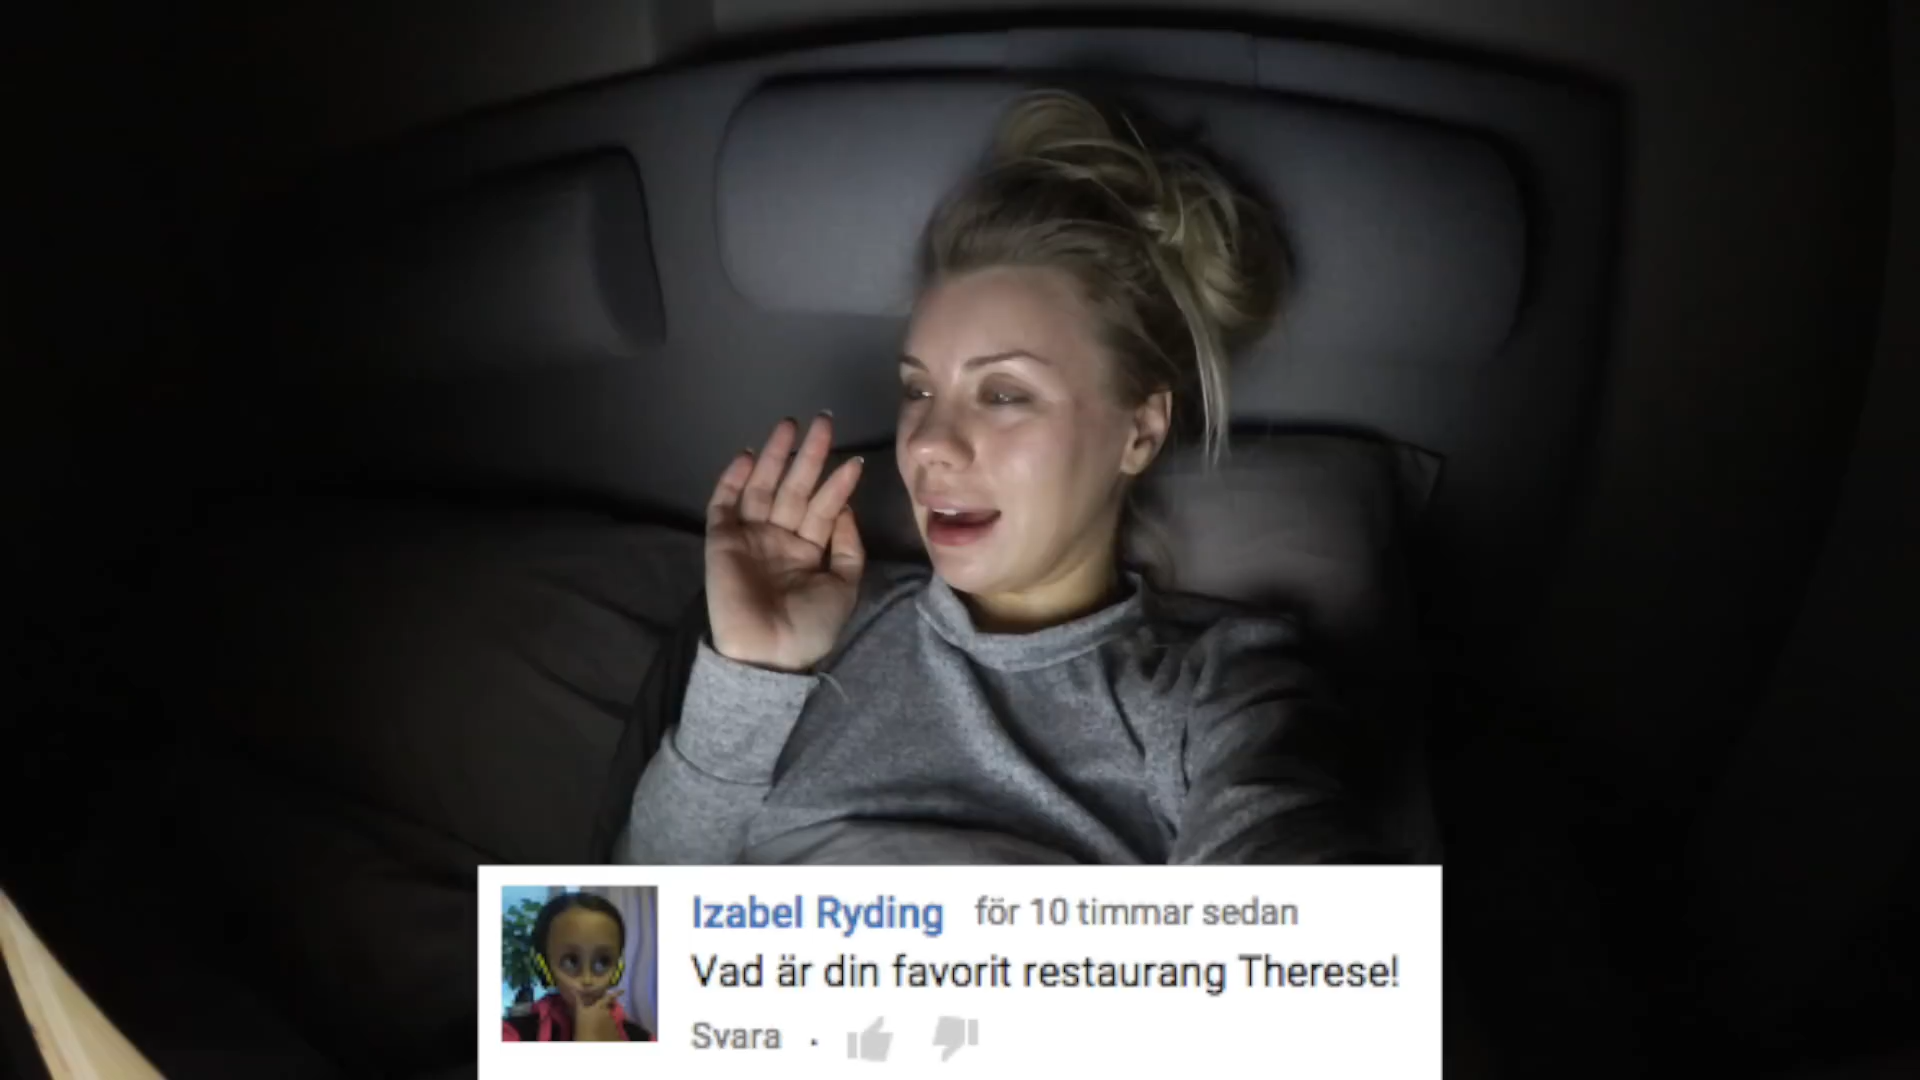 Izabel Ryding för 10 timmar sedan
Vad är din favorit restaurang Therese!
Svara ·